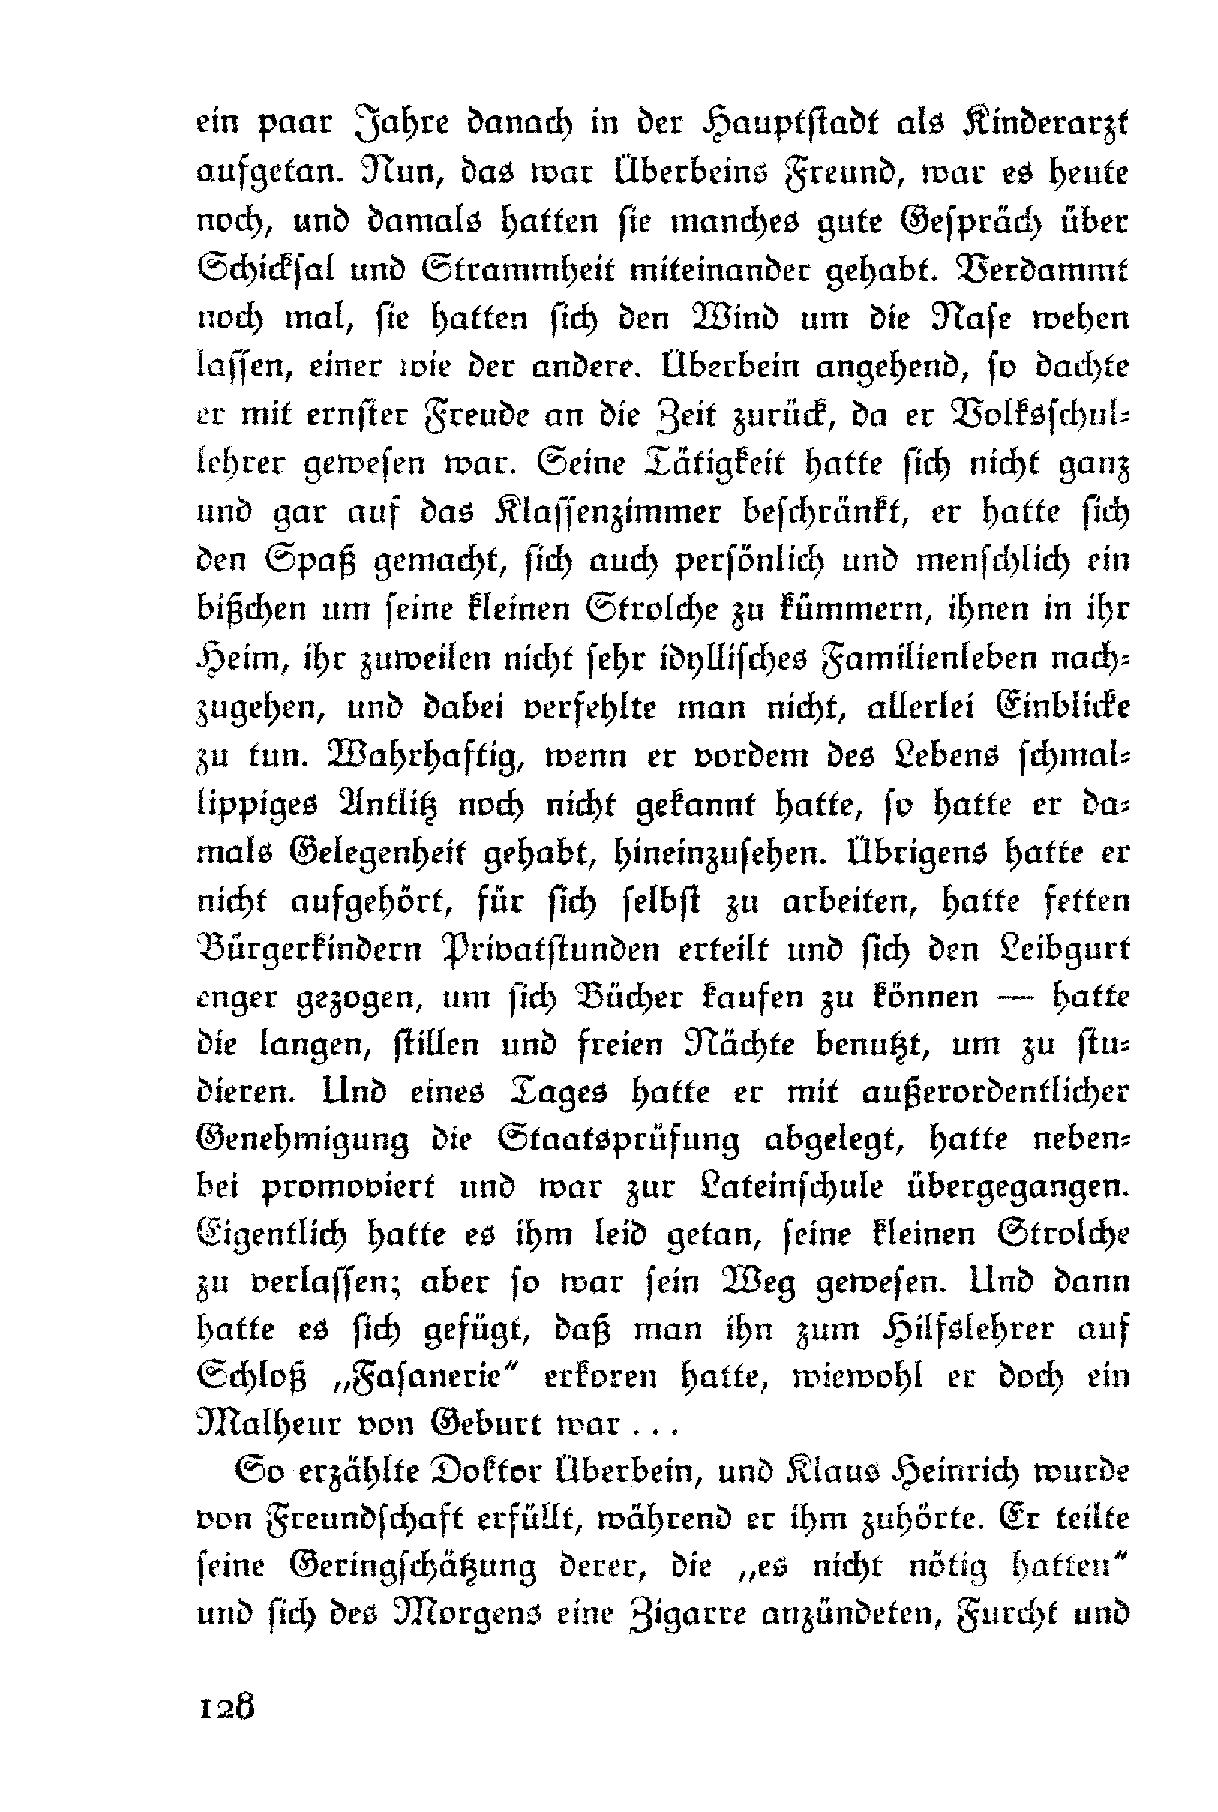 ein paar Jahre danach in der Hauptstadt als Kinderarzt
aufgetan. Nun, das war Überbeins Freund, war es heute
noch, und damals hatten sie manches gute Gespräch über
Schicksal und Strammheit miteinander gehabt. Verdammt
noch mal, sie hatten sich den Wind um die Nase wehen
lassen, einer wie der andere. Überbein angehend, so dachte
er mit ernster Freude an die Zeit zurück, da er Volksschul-
lehrer gewesen war. Seine Tätigkeit hatte sich nicht ganz
und gar auf das Klassenzimmer beschränkt, er hatte sich
den Spaß gemacht, sich auch persönlich und menschlich ein
bißchen um seine kleinen Strolche zu kümmern, ihnen in ihr
Heim, ihr zuweilen nicht sehr idyllisches Familienleben nach-
zugehen, und dabei verfehlte man nicht, allerlei Einblicke
zu tun. Wahrhaftig, wenn er vordem des Lebens schmal-
lippiges Antlitz noch nicht gekannt hatte, so hatte er da-
mals Gelegenheit gehabt, hineinzusehen. Übrigens hatte er
nicht aufgehört, für sich selbst zu arbeiten, hatte fetten
Bürgerkindern Privatstunden erteilt und sich den Leibgurt
enger gezogen, um sich Bücher kaufen zu können — hatte
die langen, stillen und freien Nächte benutzt, um zu stu-
dieren. Und eines Tages hatte er mit außerordentlicher
Genehmigung die Staatsprüfung abgelegt, hatte neben-
bei promoviert und war zur Lateinschule übergegangen.
Eigentlich hatte es ihm leid getan, seine kleinen Strolche
zu verlassen; aber so war sein Weg gewesen. Und dann
hatte es sich gefügt, daß man ihn zum Hilfslehrer auf
Schloß „Fasanerie“ erkoren hatte, wiewohl er doch ein
Malheur von Geburt war . . .
So erzählte Doktor Überbein, und Klaus Heinrich wurde
von Freundschaft erfüllt, während er ihm zuhörte. Er teilte
seine Geringschätzung derer, die „es nicht nötig hatten“
und sich des Morgens eine Zigarre anzündeten, Furcht und
128